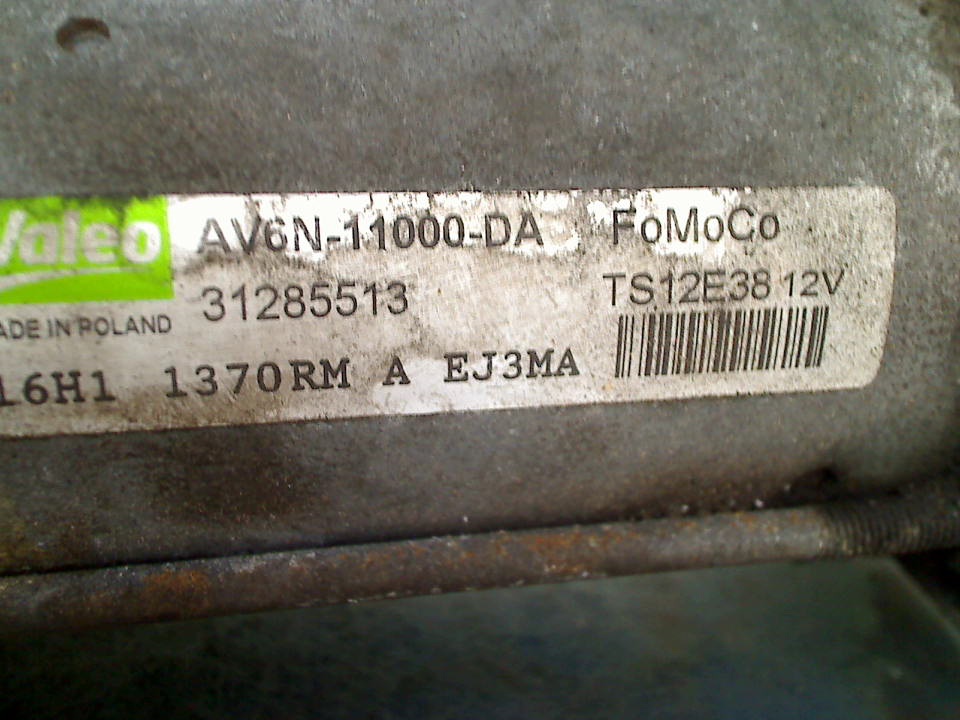 Valeo AV6N-11000-DA FoMoCo
31285513 TS12E38 12V
ADE IN POLAND
16H1 1370RM A EJ3MA